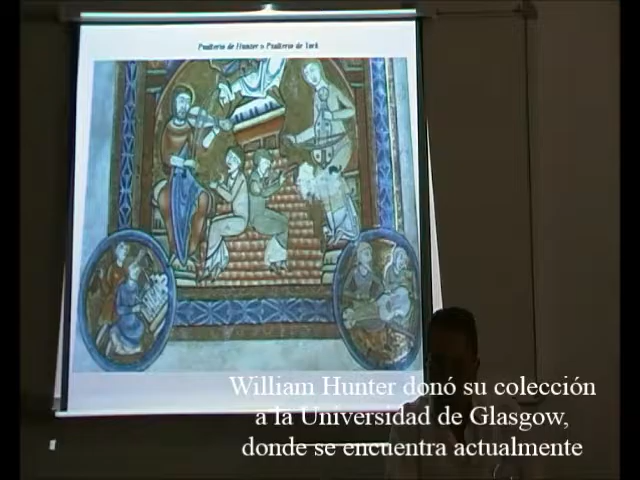 Psalterio de Hunter o Psalterio de York
William Hunter donó su colección
a la Universidad de Glasgow,
donde se encuentra actualmente